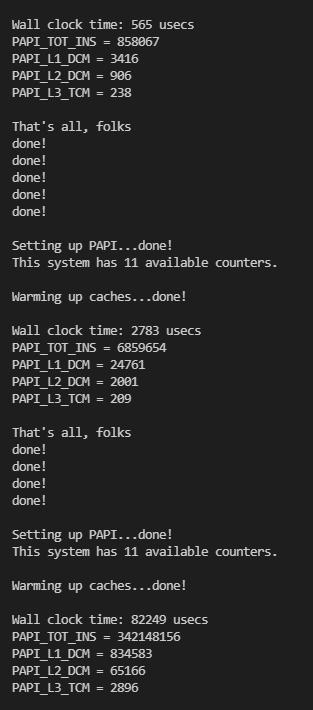 Wall clock time: 565 usecs
PAPI_TOT_INS = 858067
PAPI_L1_DCM = 3416
PAPI_L2_DCM = 906
PAPI_L3_TCM = 238
That's all, folks
done!
done!
done!
done!
done!
Setting up PAPI...done!
This system has 11 available counters.
Warming up caches...done!
Wall clock time: 2783 usecs
PAPI_TOT_INS = 6859654
PAPI_L1_DCM = 24761
PAPI_L2_DCM = 2001
PAPI_L3_TCM = 209
That's all, folks
done!
done!
done!
done!
Setting up PAPI...done!
This system has 11 available counters.
Warming up caches...done!
Wall clock time: 82249 usecs
PAPI_TOT_INS = 342148156
PAPI_L1_DCM = 834583
PAPI_L2_DCM = 65166
PAPI_L3_TCM = 2896